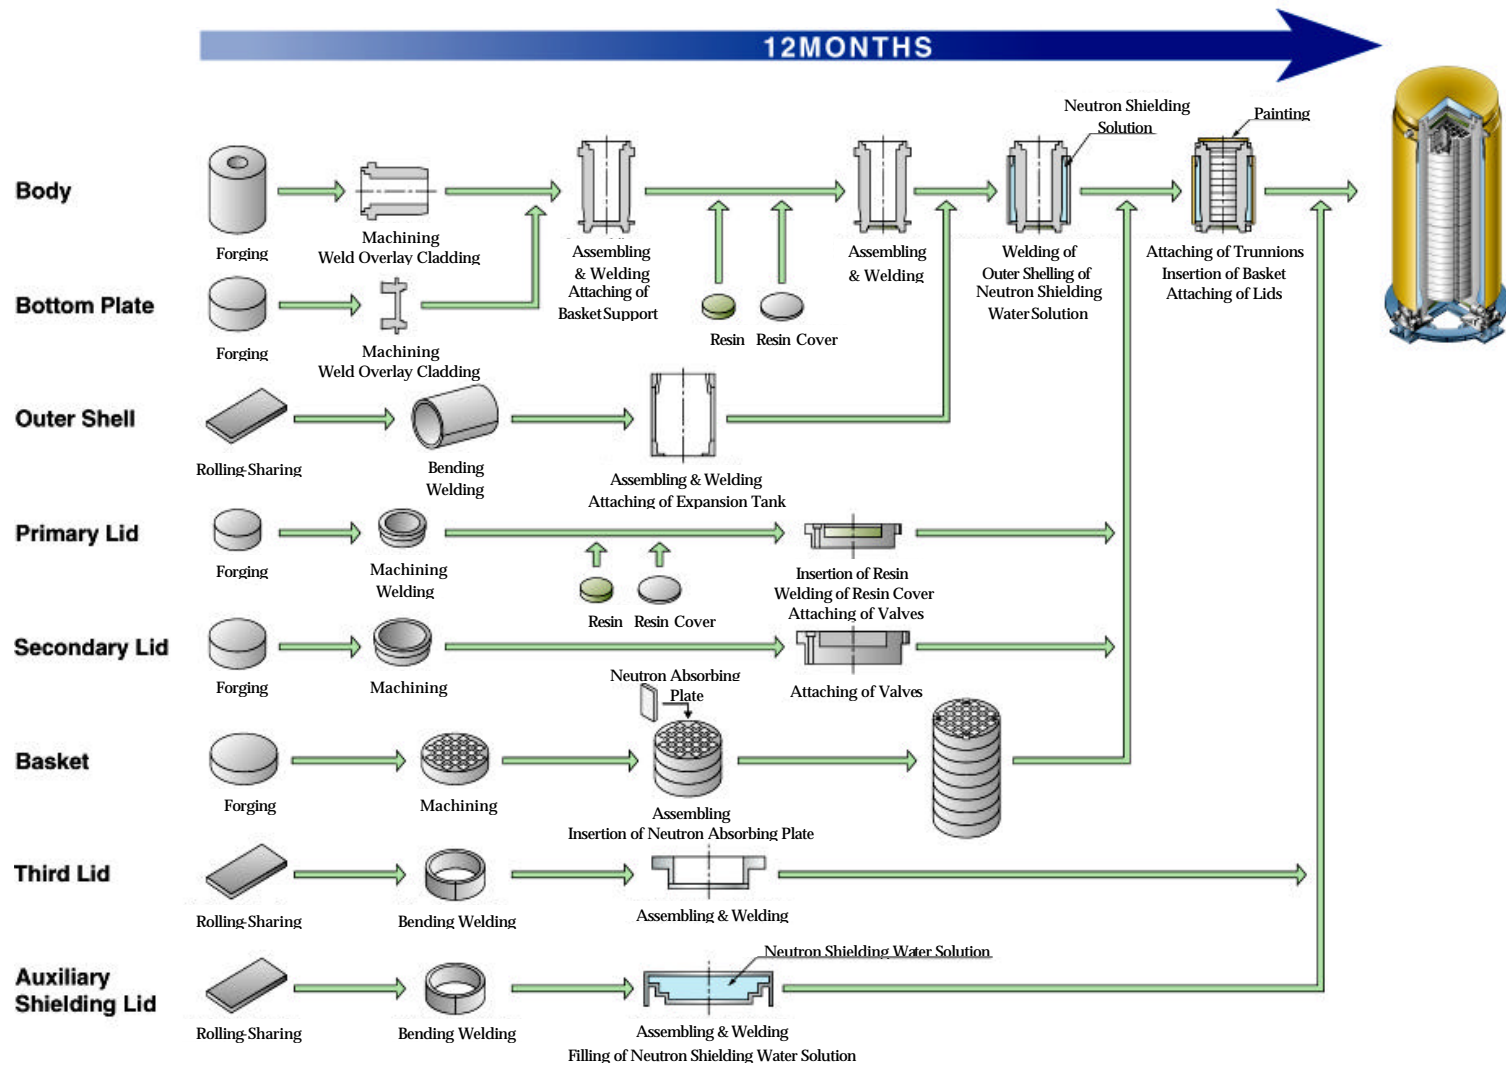 12MONTHS
Neutron Shielding
Solution
Painting
Body
Forging
Machining
Weld Overlay Cladding
Assembling
& Welding
Attaching of
Basket Support
Assembling
& Welding
Welding of
Outer Shelling of
Neutron Shielding
Water Solution
Attaching of Trunnions
Insertion of Basket
Attaching of Lids
Bottom Plate
Forging
Machining
Weld Overlay Cladding
Resin
Resin Cover
Outer Shell
Rolling-Sharing
Bending
Welding
Assembling & Welding
Attaching of Expansion Tank
Primary Lid
Forging
Machining
Welding
Resin
Resin Cover
Insertion of Resin
Welding of Resin Cover
Attaching of Valves
Secondary Lid
Forging
Machining
Attaching of Valves
Neutron Absorbing
Plate
Basket
Forging
Machining
Assembling
Insertion of Neutron Absorbing Plate
Third Lid
Rolling-Sharing
Bending Welding
Assembling & Welding
Auxiliary
Shielding Lid
Neutron Shielding Water Solution
Rolling-Sharing
Bending Welding
Assembling & Welding
Filling of Neutron Shielding Water Solution